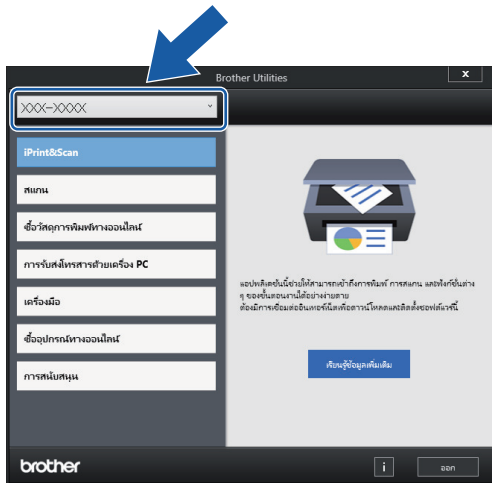 Brother Utilities
X
XXX-XXXX
iPrint&Scan
สแกน
ซื้อวัสดุการพิมพ์ทางออนไลน์
การรับส่งโทรสารด้วยเครื่อง PC
เครื่องมือ
ซื้ออุปกรณ์ทางออนไลน์
การสนับสนุน
แอปพลิเคชันนี้ช่วยให้สามารถเข้าถึงการพิมพ์ การสแกน และฟังก์ชั่นต่าง
ๆ ของขั้นตอนงานได้อย่างง่ายดาย
ต้องมีการเชื่อมต่ออินเทอร์เน็ตเพื่อดาวน์โหลดและติดตั้งซอฟต์แวร์นี้
เรียนรู้ข้อมูลเพิ่มเติม
brother
i
ออก